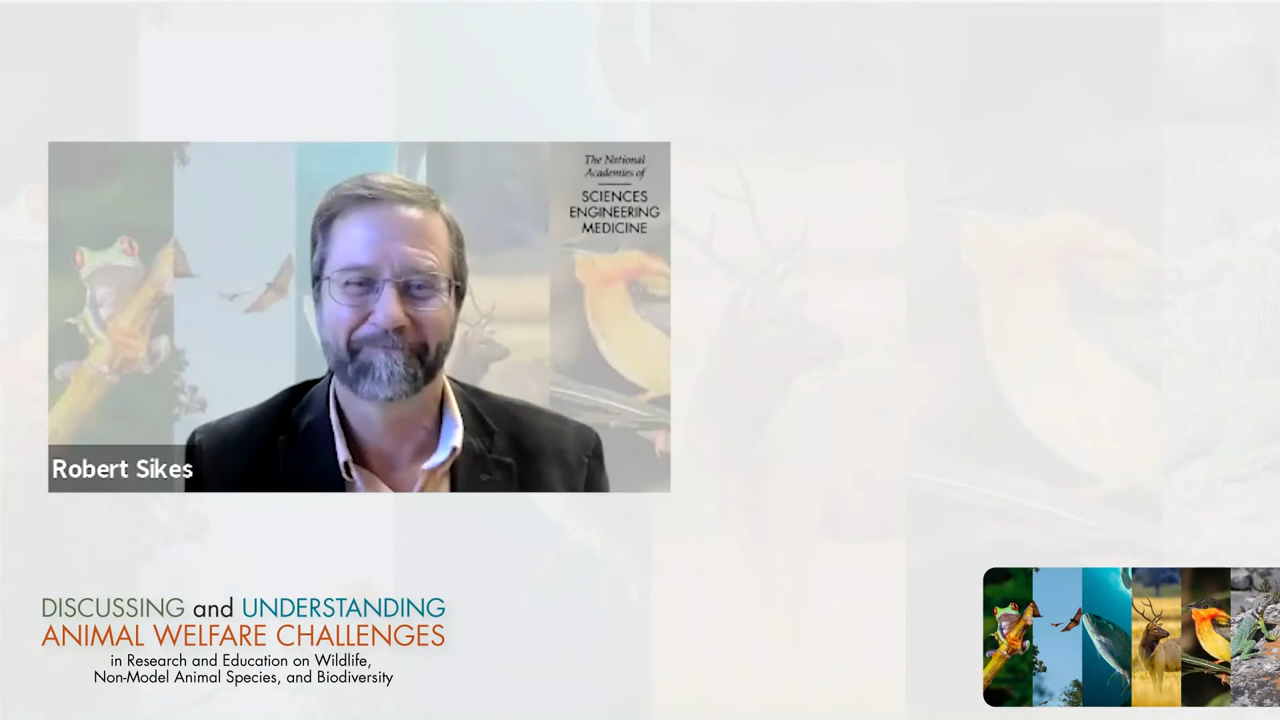 The National
Academies of
SCIENCES
ENGINEERING
MEDICINE
Robert Sikes
DISCUSSING and UNDERSTANDING
ANIMAL WELFARE CHALLENGES
in Research and Education on Wildlife,
Non-Model Animal Species, and Biodiversity